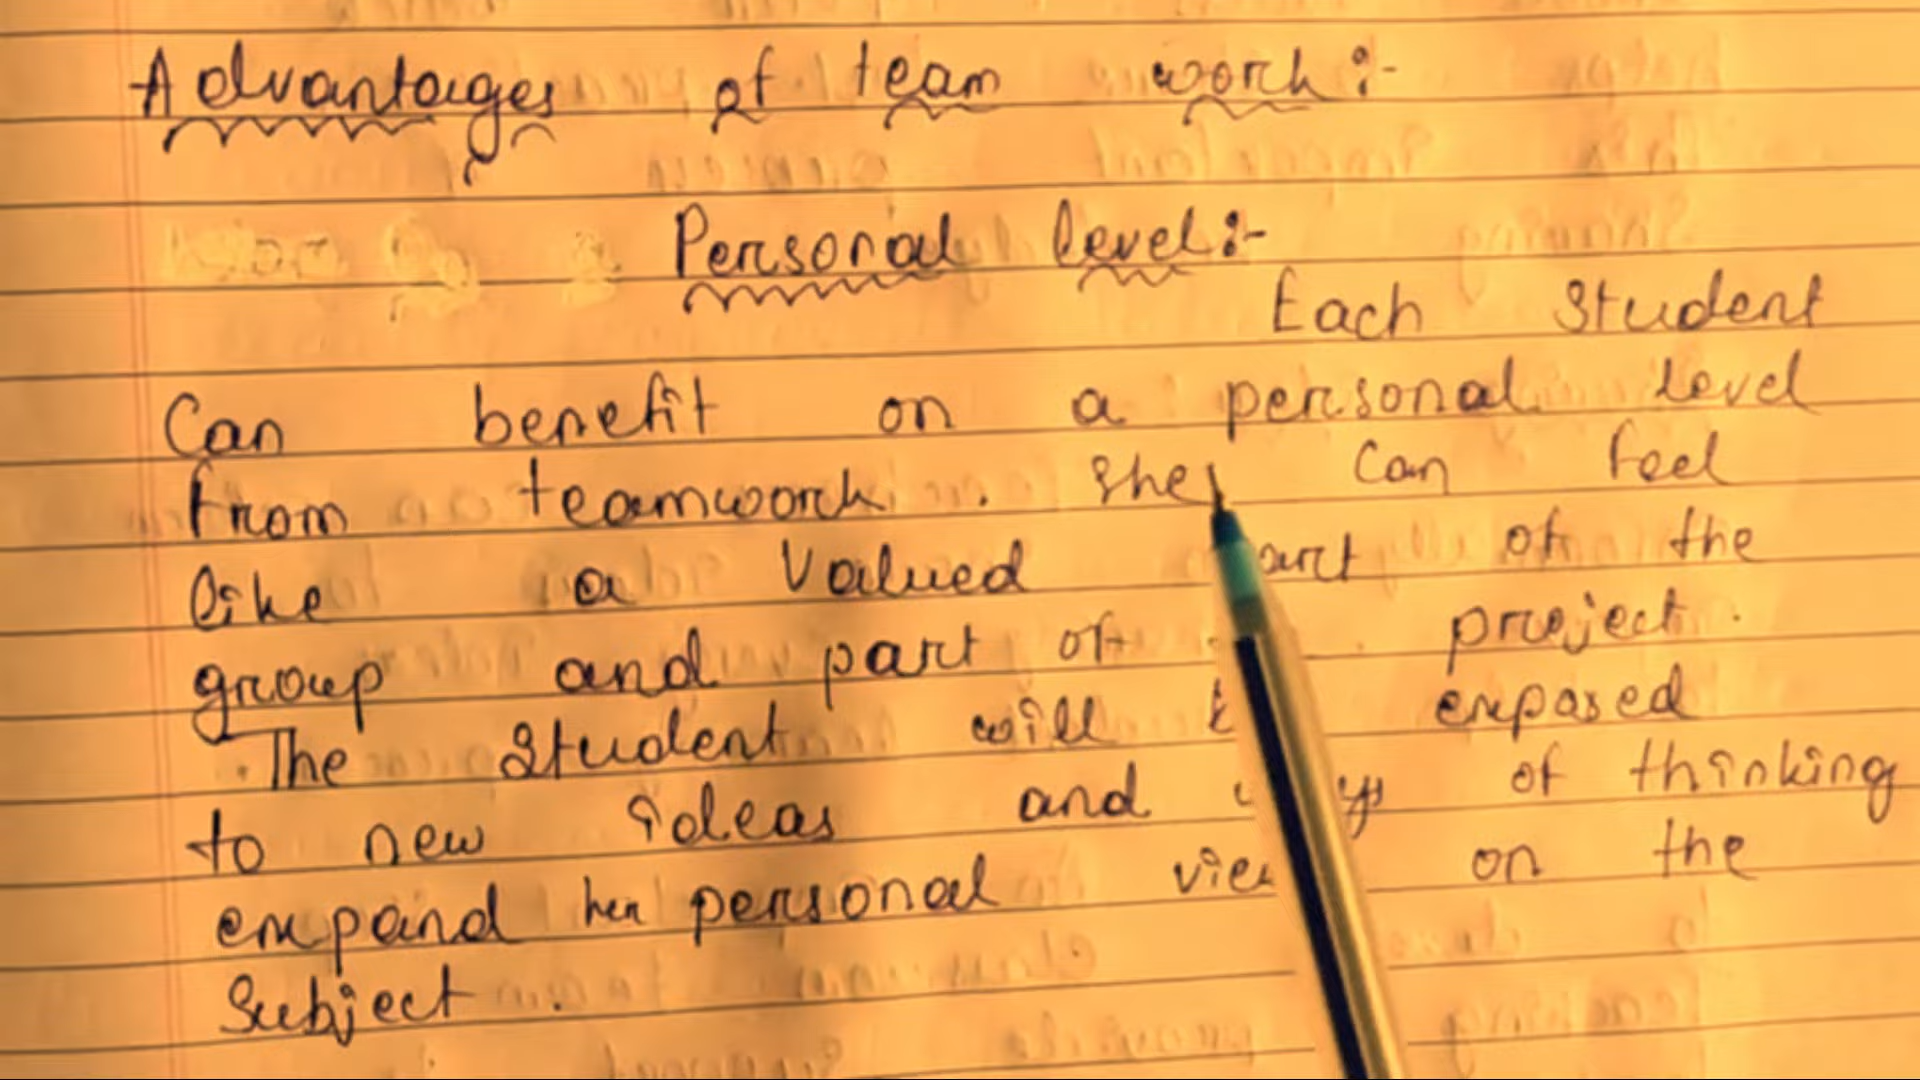 Advantages of team work:-
Personal level:-
Each Student
Can benefit on a personal level
from teamwork. She can feel
like a Valued art of the
group and part of project.
The Student will exposed
to new ideas and of thinking
expand her personal on the
Subject.